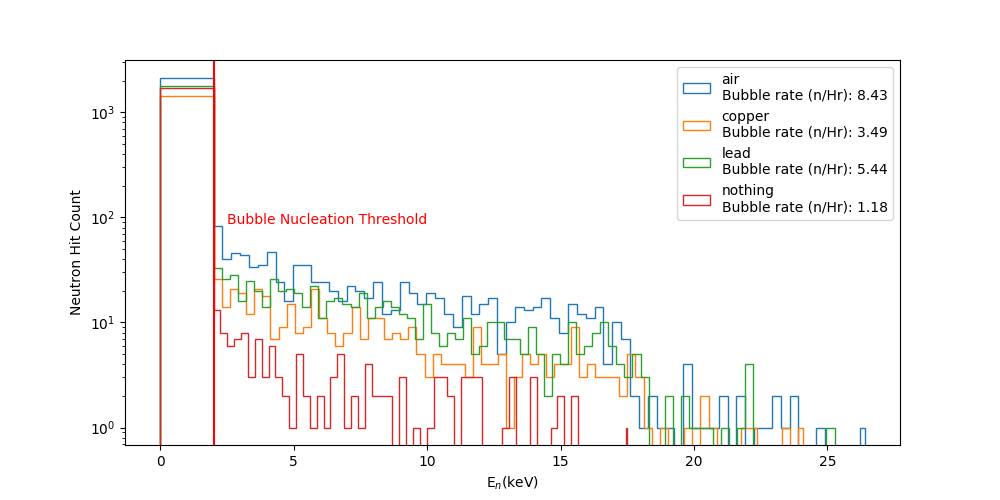 air
Bubble rate (n/Hr): 8.43
copper
Bubble rate (n/Hr): 3.49
lead
Bubble rate (n/Hr): 5.44
nothing
Bubble rate (n/Hr): 1.18
Bubble Nucleation Threshold
Neutron Hit Count
10³
10²
10¹
10⁰
0 5 10 15 20 25
Eₙ(keV)